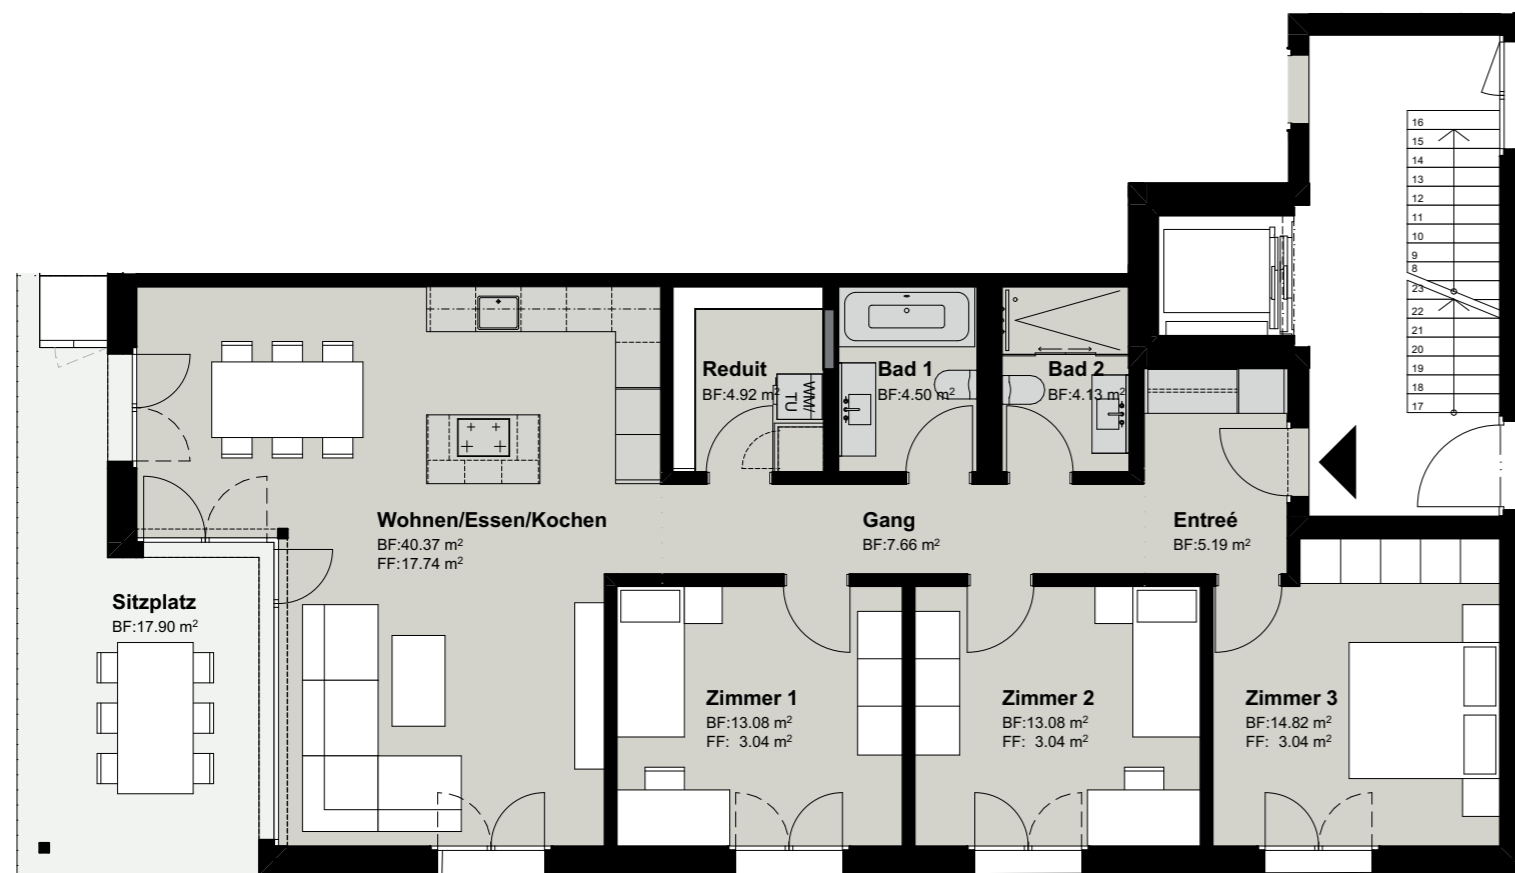 16
15
14
13
12
11
10
9
8
23
22
21
20
19
18
17
Reduit
BF:4.92 m²
WM/
TU
Bad 1
BF:4.50 m²
Bad 2
BF:4.13 m²
Wohnen/Essen/Kochen
BF:40.37 m²
FF:17.74 m²
Gang
BF:7.66 m²
Entreé
BF:5.19 m²
Sitzplatz
BF:17.90 m²
Zimmer 1
BF:13.08 m²
FF: 3.04 m²
Zimmer 2
BF:13.08 m²
FF: 3.04 m²
Zimmer 3
BF:14.82 m²
FF: 3.04 m²